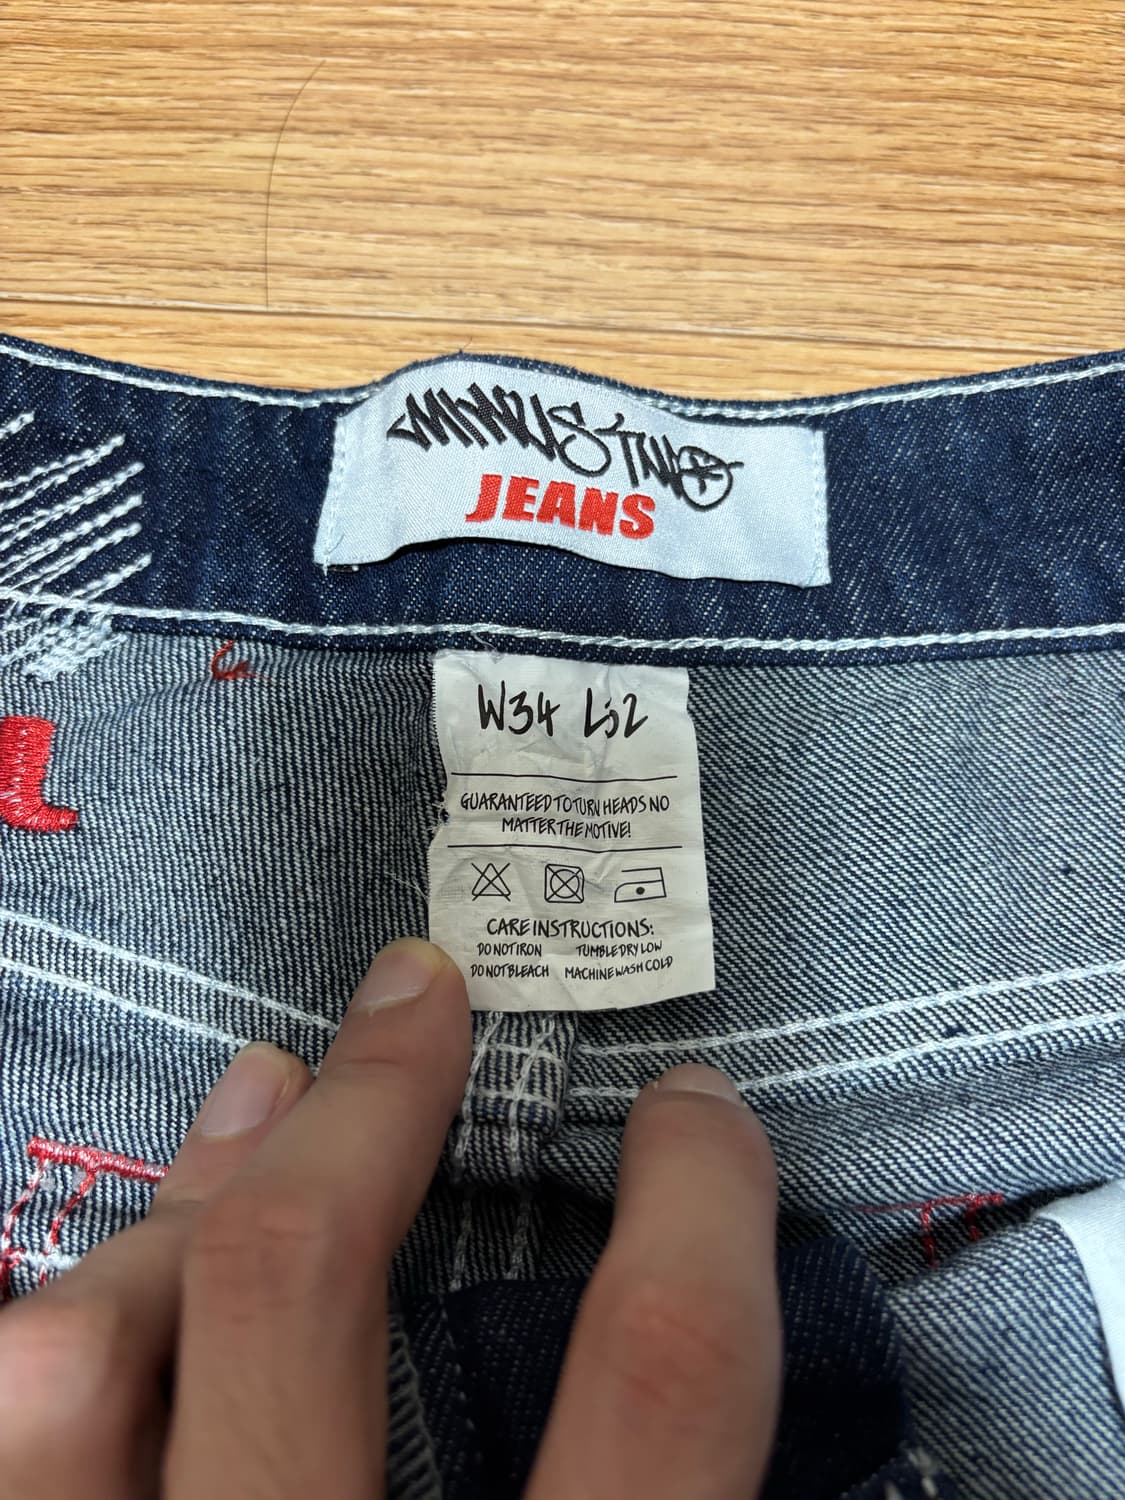 MINUS TWO
JEANS
W34 L32
GUARANTEED TO TURN HEADS NO
MATTER THE MOTIVE!
CARE INSTRUCTIONS:
DO NOT IRON TUMBLE DRY LOW
DO NOT BLEACH MACHINE WASH COLD